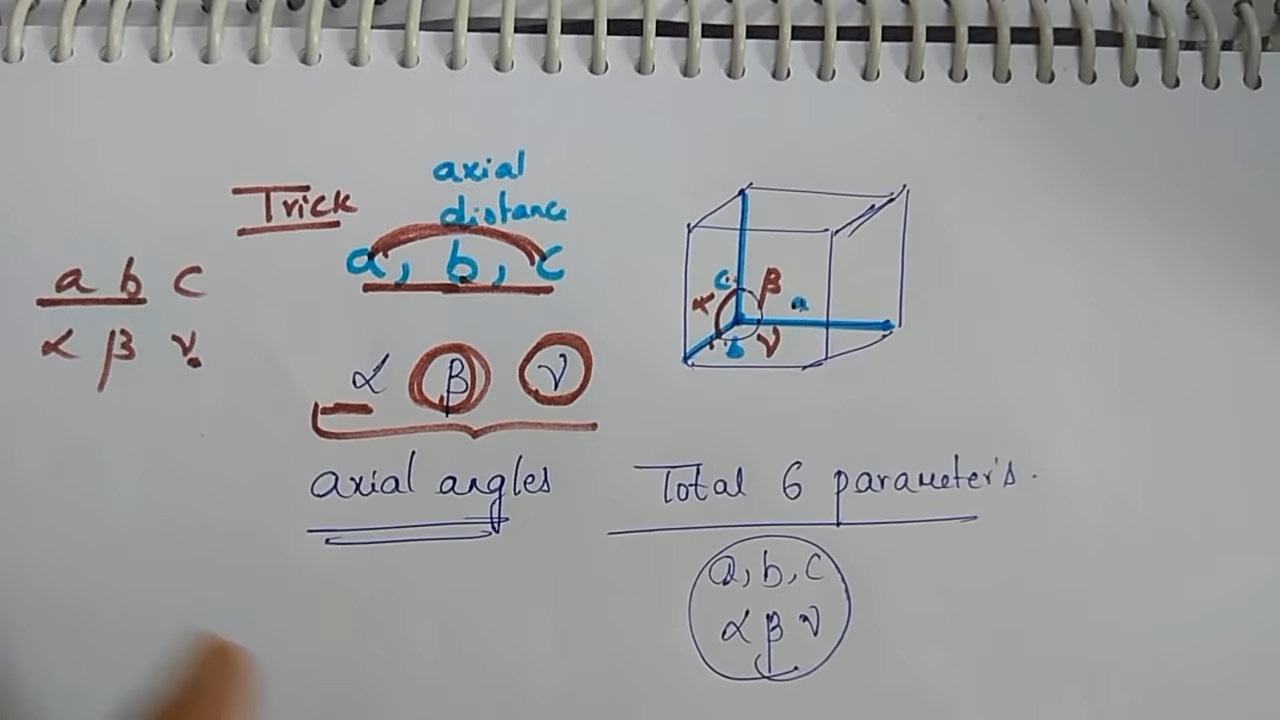 Trick
axial
distance
a, b, c
a b c
α β γ
α β γ
axial angles
c
α
β
a
b
γ
Total 6 parameter's.
a, b, c
α β γ